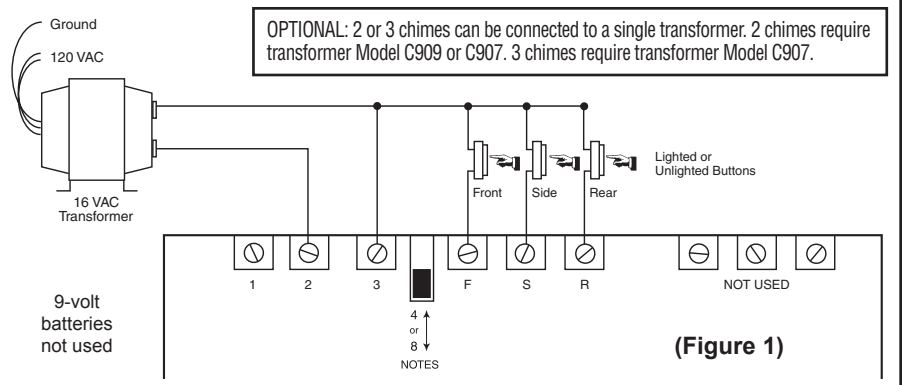 Ground
120 VAC
OPTIONAL: 2 or 3 chimes can be connected to a single transformer. 2 chimes require
transformer Model C909 or C907. 3 chimes require transformer Model C907.
16 VAC
Transformer
Front
Side
Rear
Lighted or
Unlighted Buttons
1
2
3
F
S
R
NOT USED
9-volt
batteries
not used
4
or
8
NOTES
(Figure 1)